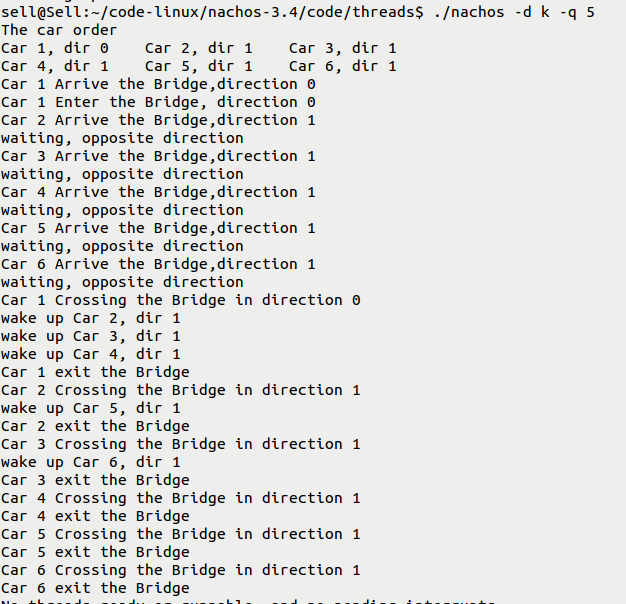 sell@Sell:~/code-linux/nachos-3.4/code/threads$ ./nachos -d k -q 5
The car order
Car 1, dir 0    Car 2, dir 1    Car 3, dir 1
Car 4, dir 1    Car 5, dir 1    Car 6, dir 1
Car 1 Arrive the Bridge,direction 0
Car 1 Enter the Bridge, direction 0
Car 2 Arrive the Bridge,direction 1
waiting, opposite direction
Car 3 Arrive the Bridge,direction 1
waiting, opposite direction
Car 4 Arrive the Bridge,direction 1
waiting, opposite direction
Car 5 Arrive the Bridge,direction 1
waiting, opposite direction
Car 6 Arrive the Bridge,direction 1
waiting, opposite direction
Car 1 Crossing the Bridge in direction 0
wake up Car 2, dir 1
wake up Car 3, dir 1
wake up Car 4, dir 1
Car 1 exit the Bridge
Car 2 Crossing the Bridge in direction 1
wake up Car 5, dir 1
Car 2 exit the Bridge
Car 3 Crossing the Bridge in direction 1
wake up Car 6, dir 1
Car 3 exit the Bridge
Car 4 Crossing the Bridge in direction 1
Car 4 exit the Bridge
Car 5 Crossing the Bridge in direction 1
Car 5 exit the Bridge
Car 6 Crossing the Bridge in direction 1
Car 6 exit the Bridge